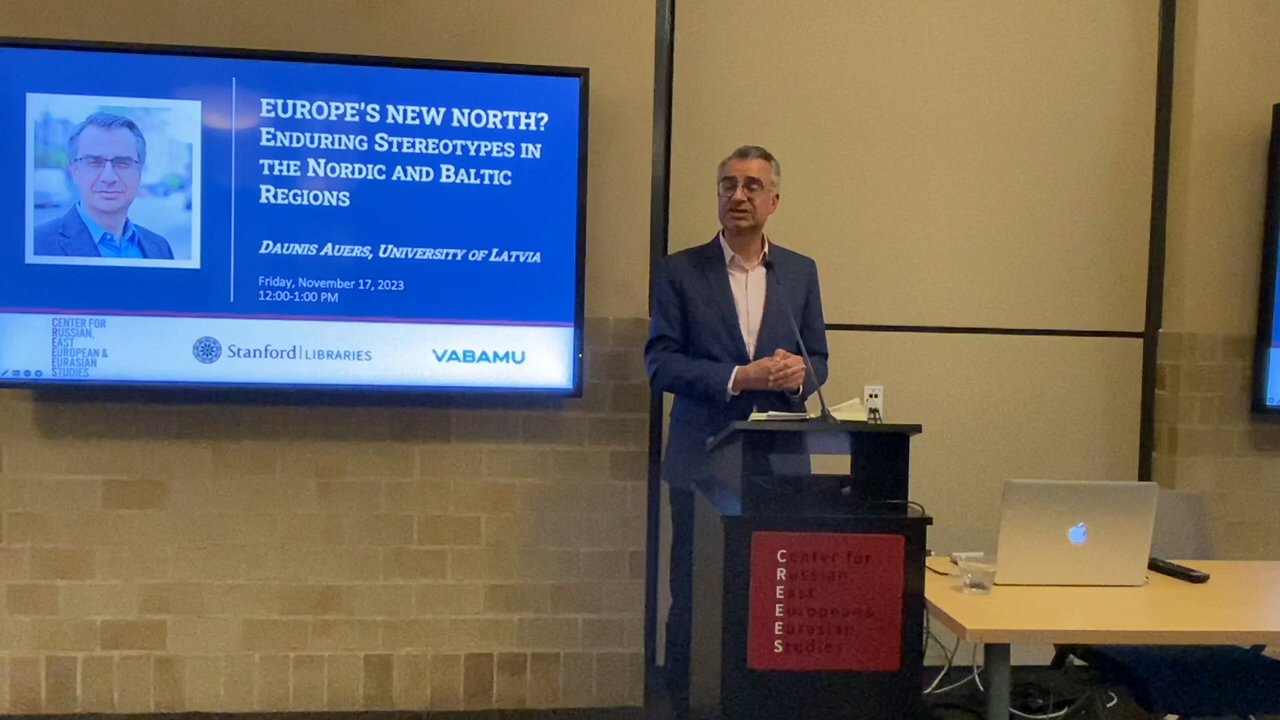 EUROPE'S NEW NORTH?
ENDURING STEREOTYPES IN
THE NORDIC AND BALTIC
REGIONS
DAUNIS AUERS, UNIVERSITY OF LATVIA
Friday, November 17, 2023
12:00-1:00 PM
CENTER FOR
RUSSIAN,
EAST
EUROPEAN &
EURASIAN
STUDIES
Stanford | LIBRARIES
VABAMU
Center for
Russian,
East
European &
Eurasian
Studies